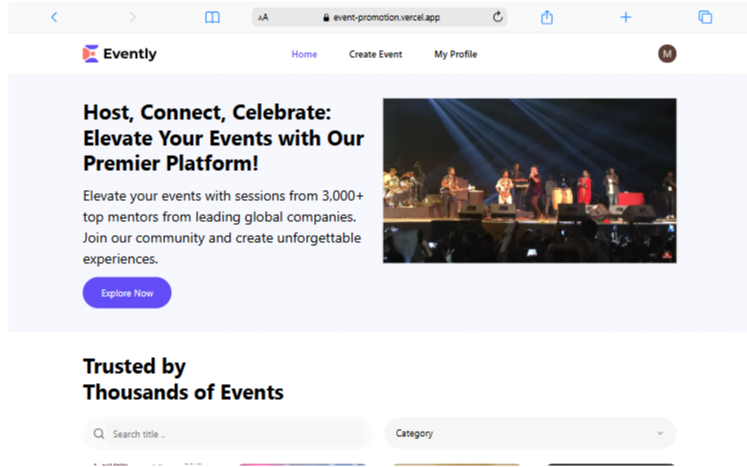 AA event-promotion.vercel.app
Evently
Home Create Event My Profile M
Host, Connect, Celebrate:
Elevate Your Events with Our
Premier Platform!
Elevate your events with sessions from 3,000+
top mentors from leading global companies.
Join our community and create unforgettable
experiences.
Explore Now
Trusted by
Thousands of Events
Search title ..
Category